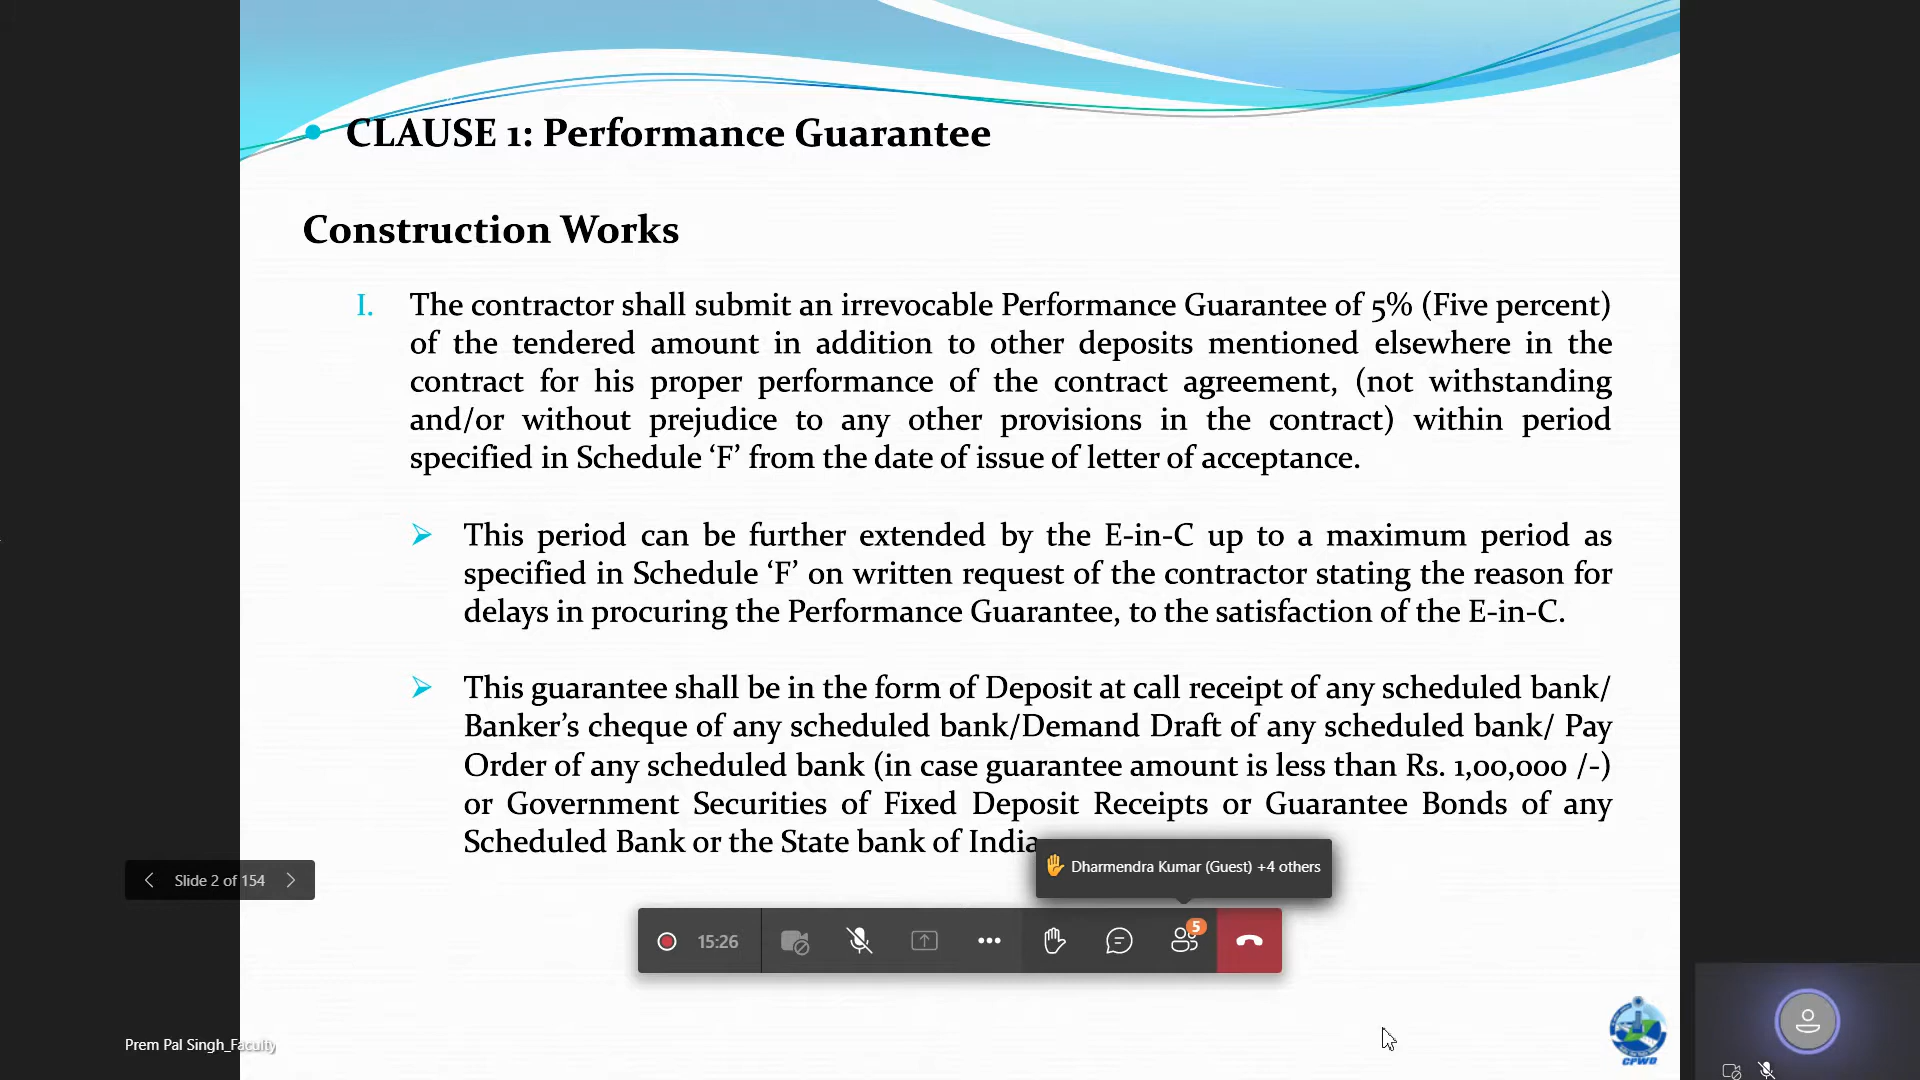 CLAUSE 1: Performance Guarantee
Construction Works
I. The contractor shall submit an irrevocable Performance Guarantee of 5% (Five percent)
of the tendered amount in addition to other deposits mentioned elsewhere in the
contract for his proper performance of the contract agreement, (not withstanding
and/or without prejudice to any other provisions in the contract) within period
specified in Schedule ‘F’ from the date of issue of letter of acceptance.
This period can be further extended by the E-in-C up to a maximum period as
specified in Schedule ‘F’ on written request of the contractor stating the reason for
delays in procuring the Performance Guarantee, to the satisfaction of the E-in-C.
This guarantee shall be in the form of Deposit at call receipt of any scheduled bank/
Banker’s cheque of any scheduled bank/Demand Draft of any scheduled bank/ Pay
Order of any scheduled bank (in case guarantee amount is less than Rs. 1,00,000 /-)
or Government Securities of Fixed Deposit Receipts or Guarantee Bonds of any
Scheduled Bank or the State bank of India
Dharmendra Kumar (Guest) +4 others
Slide 2 of 154
15:26
5
Prem Pal Singh_Faculty
CPWD